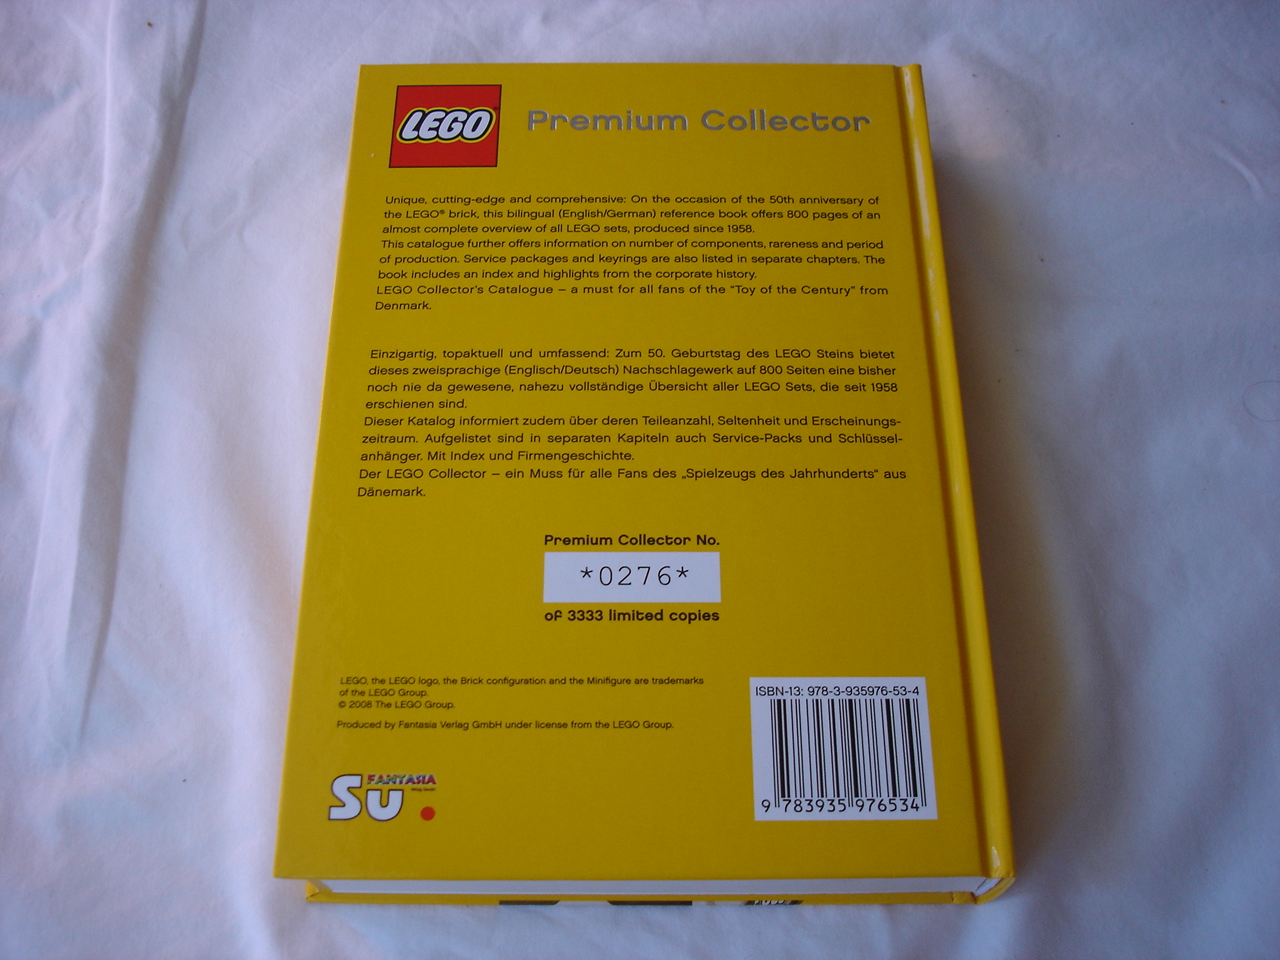 LEGO®
Premium Collector
Unique, cutting-edge and comprehensive: On the occasion of the 50th anniversary of
the LEGO® brick, this bilingual (English/German) reference book offers 800 pages of an
almost complete overview of all LEGO sets, produced since 1958.
This catalogue further offers information on number of components, rareness and period
of production. Service packages and keyrings are also listed in separate chapters. The
book includes an index and highlights from the corporate history.
LEGO Collector's Catalogue – a must for all fans of the "Toy of the Century" from
Denmark.
Einzigartig, topaktuell und umfassend: Zum 50. Geburtstag des LEGO Steins bietet
dieses zweisprachige (Englisch/Deutsch) Nachschlagewerk auf 800 Seiten eine bisher
noch nie da gewesene, nahezu vollständige Übersicht aller LEGO Sets, die seit 1958
erschienen sind.
Dieser Katalog informiert zudem über deren Teileanzahl, Seltenheit und Erscheinungs-
zeitraum. Aufgelistet sind in separaten Kapiteln auch Service-Packs und Schlüssel-
anhänger. Mit Index und Firmengeschichte.
Der LEGO Collector – ein Muss für alle Fans des „Spielzeugs des Jahrhunderts“ aus
Dänemark.
Premium Collector No.
*0276*
of 3333 limited copies
LEGO, the LEGO logo, the Brick configuration and the Minifigure are trademarks
of the LEGO Group.
© 2008 The LEGO Group.
Produced by Fantasia Verlag GmbH under license from the LEGO Group.
ISBN-13: 978-3-935976-53-4
9 783935 976534
FANTASIA
Su